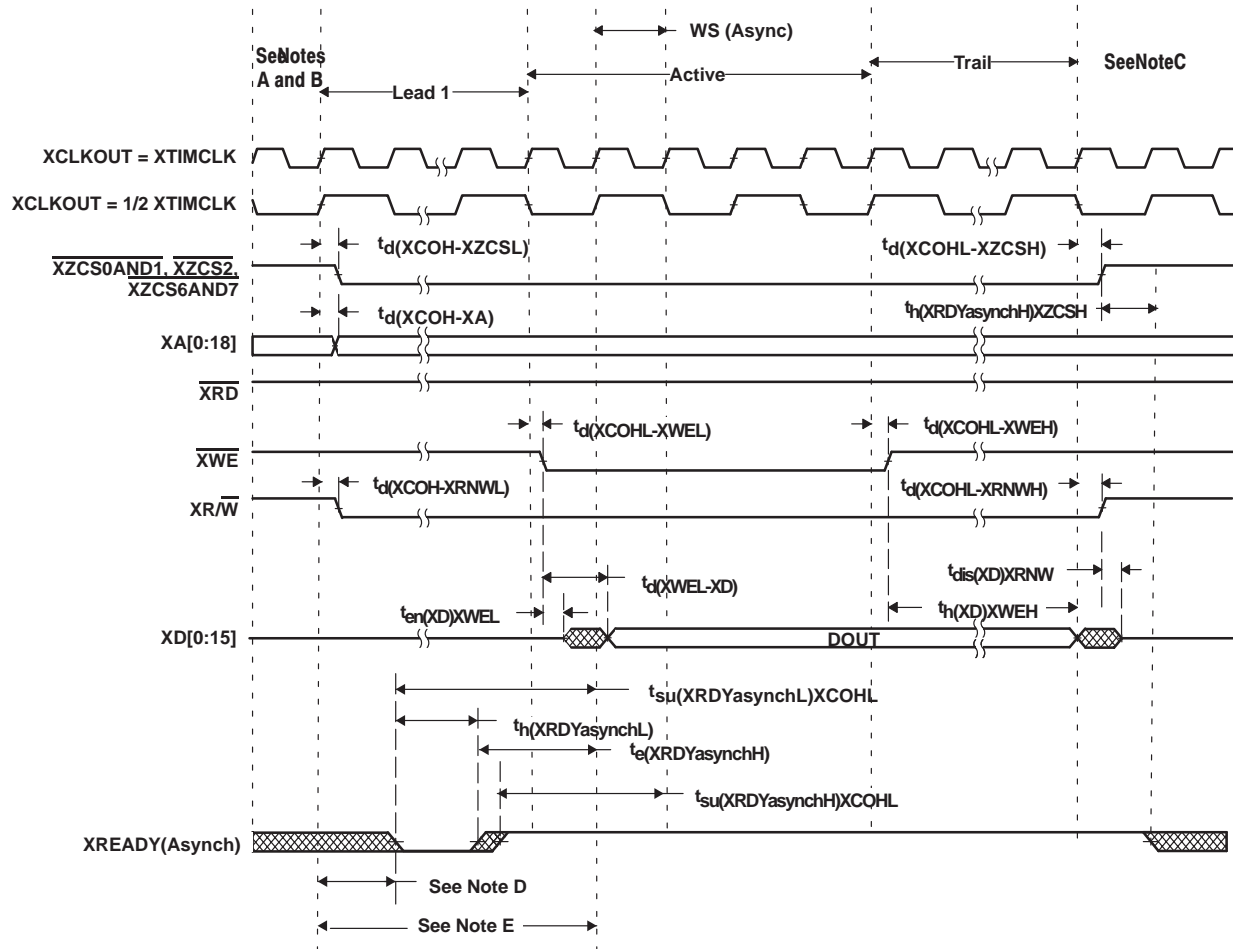 WS (Async)
SeeNotes
A and B
Lead 1
Active
Trail
SeeNoteC
XCLKOUT = XTIMCLK
XCLKOUT = 1/2 XTIMCLK
td(XCOH-XZCSL)
td(XCOHL-XZCSH)
XZCS0AND1, XZCS2,
XZCS6AND7
td(XCOH-XA)
th(XRDYasynchH)XZCSH
XA[0:18]
XRD
td(XCOHL-XWEL)
td(XCOHL-XWEH)
XWE
td(XCOH-XRNWL)
td(XCOHL-XRNWH)
XR/W
tdis(XD)XRNW
td(XWEL-XD)
ten(XD)XWEL
th(XD)XWEH
XD[0:15]
DOUT
tsu(XRDYasynchL)XCOHL
th(XRDYasynchL)
te(XRDYasynchH)
tsu(XRDYasynchH)XCOHL
XREADY(Asynch)
See Note D
See Note E